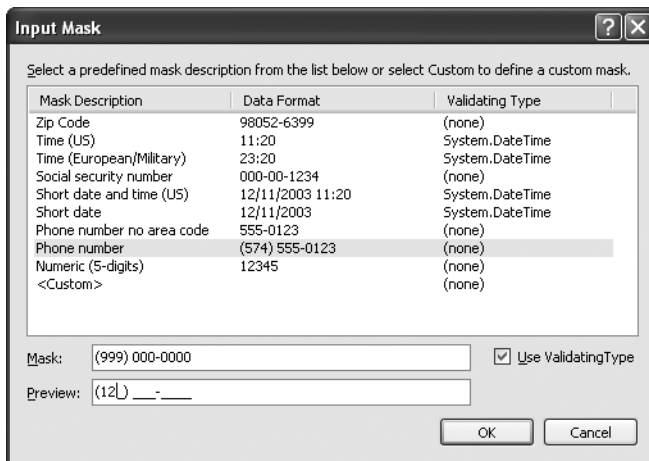 Input Mask
Select a predefined mask description from the list below or select Custom to define a custom mask.
Mask Description Data Format Validating Type
Zip Code 98052-6399 (none)
Time (US) 11:20 System.DateTime
Time (European/Military) 23:20 System.DateTime
Social security number 000-00-1234 (none)
Short date and time (US) 12/11/2003 11:20 System.DateTime
Short date 12/11/2003 System.DateTime
Phone number no area code 555-0123 (none)
Phone number (574) 555-0123 (none)
Numeric (5-digits) 12345 (none)
<Custom> (none)
Mask: (999) 000-0000 Use ValidatingType
Preview: (12_) ___-____
OK Cancel